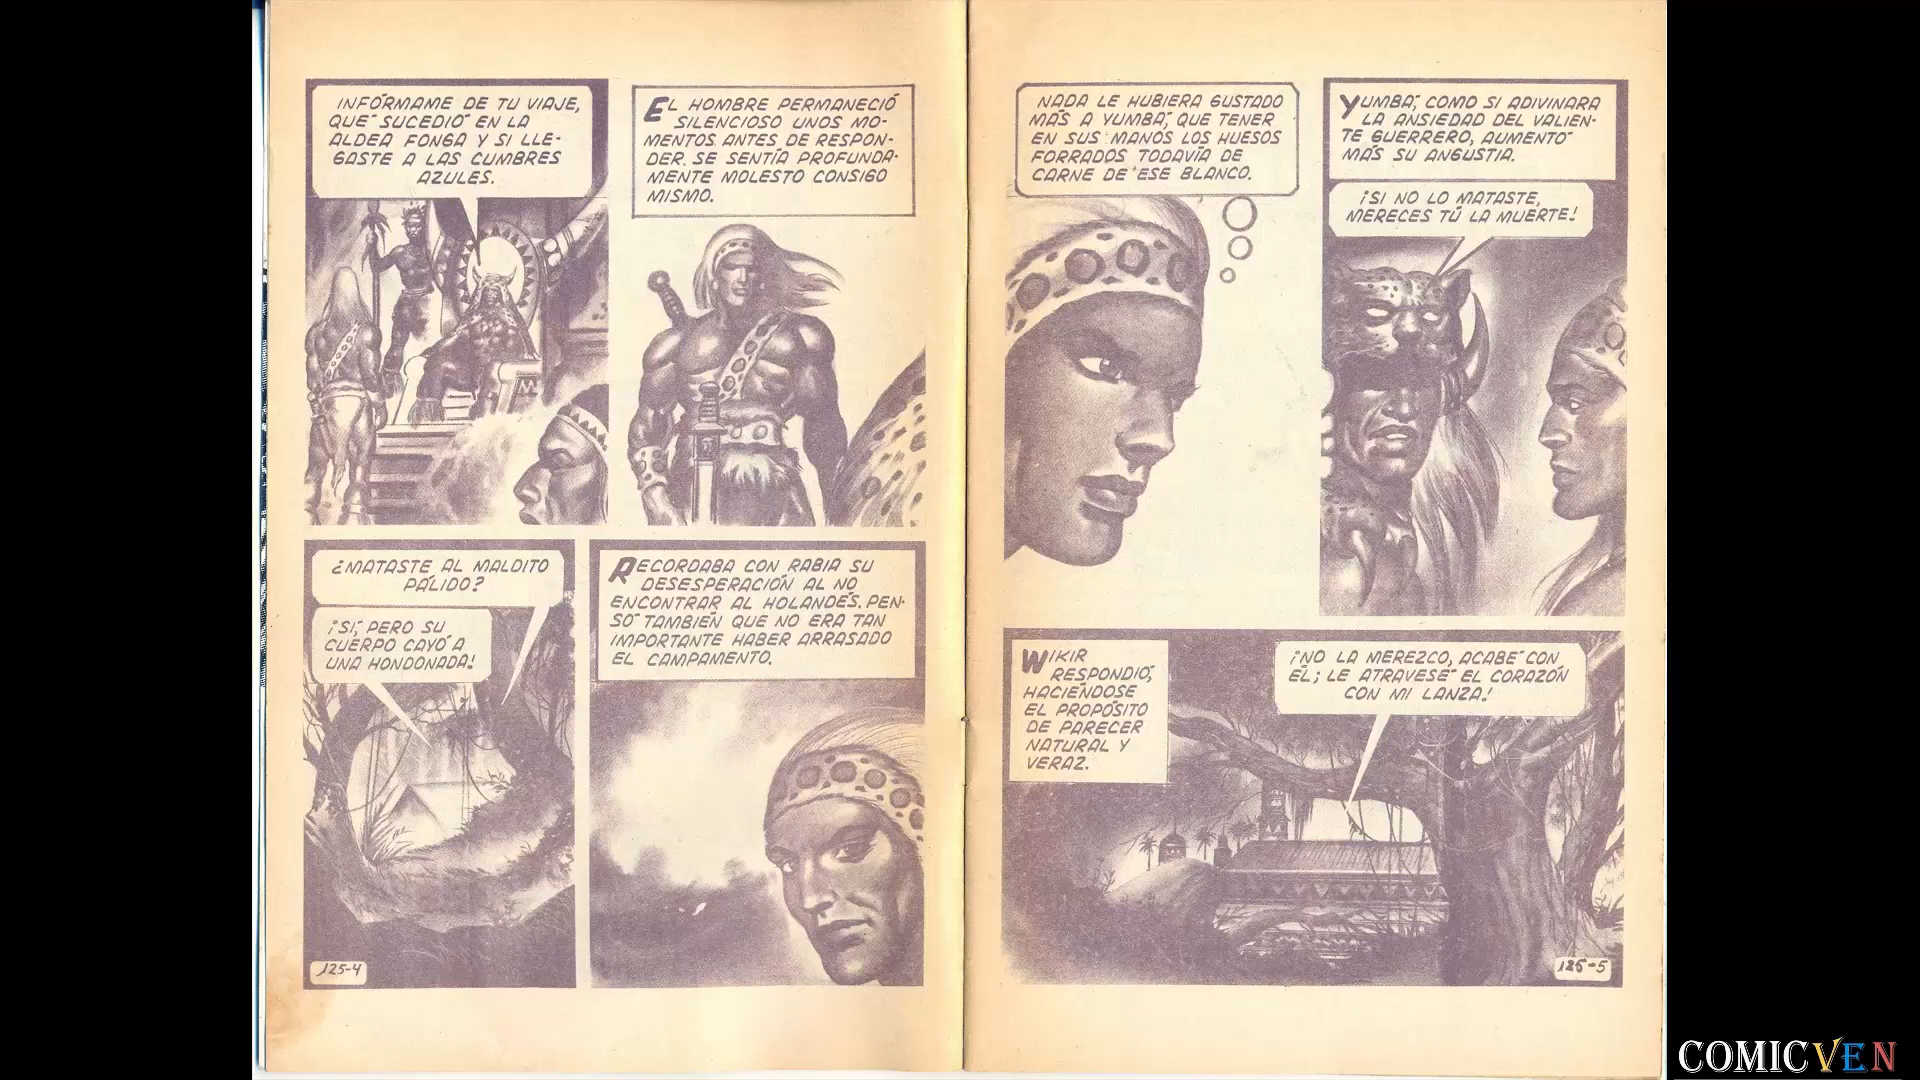 INFÓRMAME DE TU VIAJE,
QUE SUCEDIÓ EN LA
ALDEA FONGA Y SI LLE-
GASTE A LAS CUMBRES
AZULES.
EL HOMBRE PERMANECIÓ
SILENCIOSO UNOS MO-
MENTOS ANTES DE RESPON-
DER. SE SENTÍA PROFUNDA-
MENTE MOLESTO CONSIGO
MISMO.
¿MATASTE AL MALDITO
PÁLIDO?
¡SÍ, PERO SU
CUERPO CAYÓ A
UNA HONDONADA!
RECORDABA CON RABIA SU
DESESPERACIÓN AL NO
ENCONTRAR AL HOLANDÉS. PEN-
SÓ TAMBIÉN QUE NO ERA TAN
IMPORTANTE HABER ARRASADO
EL CAMPAMENTO.
125-4
NADA LE HUBIERA GUSTADO
MÁS A YUMBA, QUE TENER
EN SUS MANOS LOS HUESOS
FORRADOS TODAVÍA DE
CARNE DE ESE BLANCO.
YUMBA, COMO SI ADIVINARA
LA ANSIEDAD DEL VALIEN-
TE GUERRERO, AUMENTÓ
MÁS SU ANGUSTIA.
¡SI NO LO MATASTE,
MERECES TÚ LA MUERTE!
WIKIR
RESPONDIÓ,
HACIÉNDOSE
EL PROPÓSITO
DE PARECER
NATURAL Y
VERAZ.
¡NO LA MEREZCO, ACABÉ CON
ÉL; LE ATRAVESÉ EL CORAZÓN
CON MI LANZA!
125-5
COMICVEN